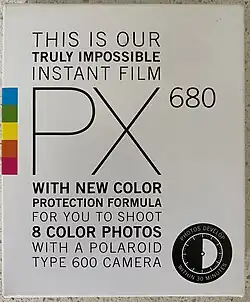 THIS IS OUR
TRULY IMPOSSIBLE
INSTANT FILM
PX 680
WITH NEW COLOR
PROTECTION FORMULA
FOR YOU TO SHOOT
8 COLOR PHOTOS
WITH A POLAROID
TYPE 600 CAMERA
PHOTOS DEVELOP
WITHIN 30 MINUTES